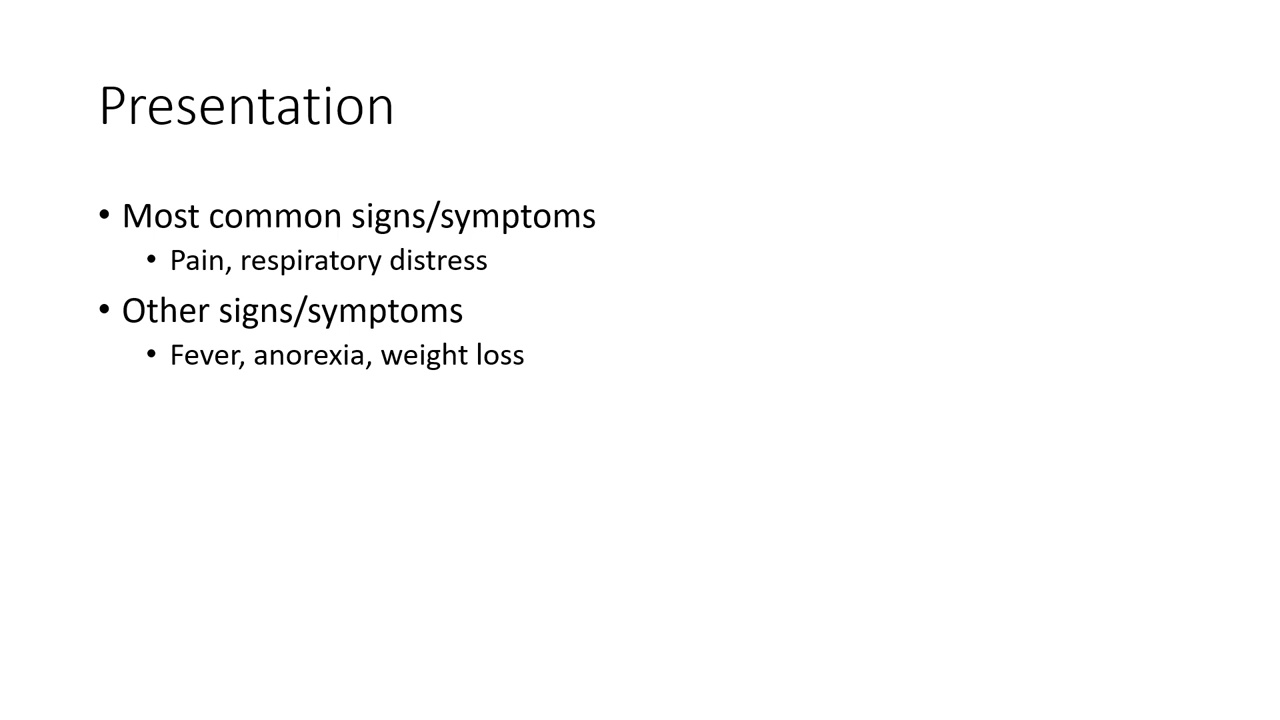 Presentation
• Most common signs/symptoms
• Pain, respiratory distress
• Other signs/symptoms
• Fever, anorexia, weight loss